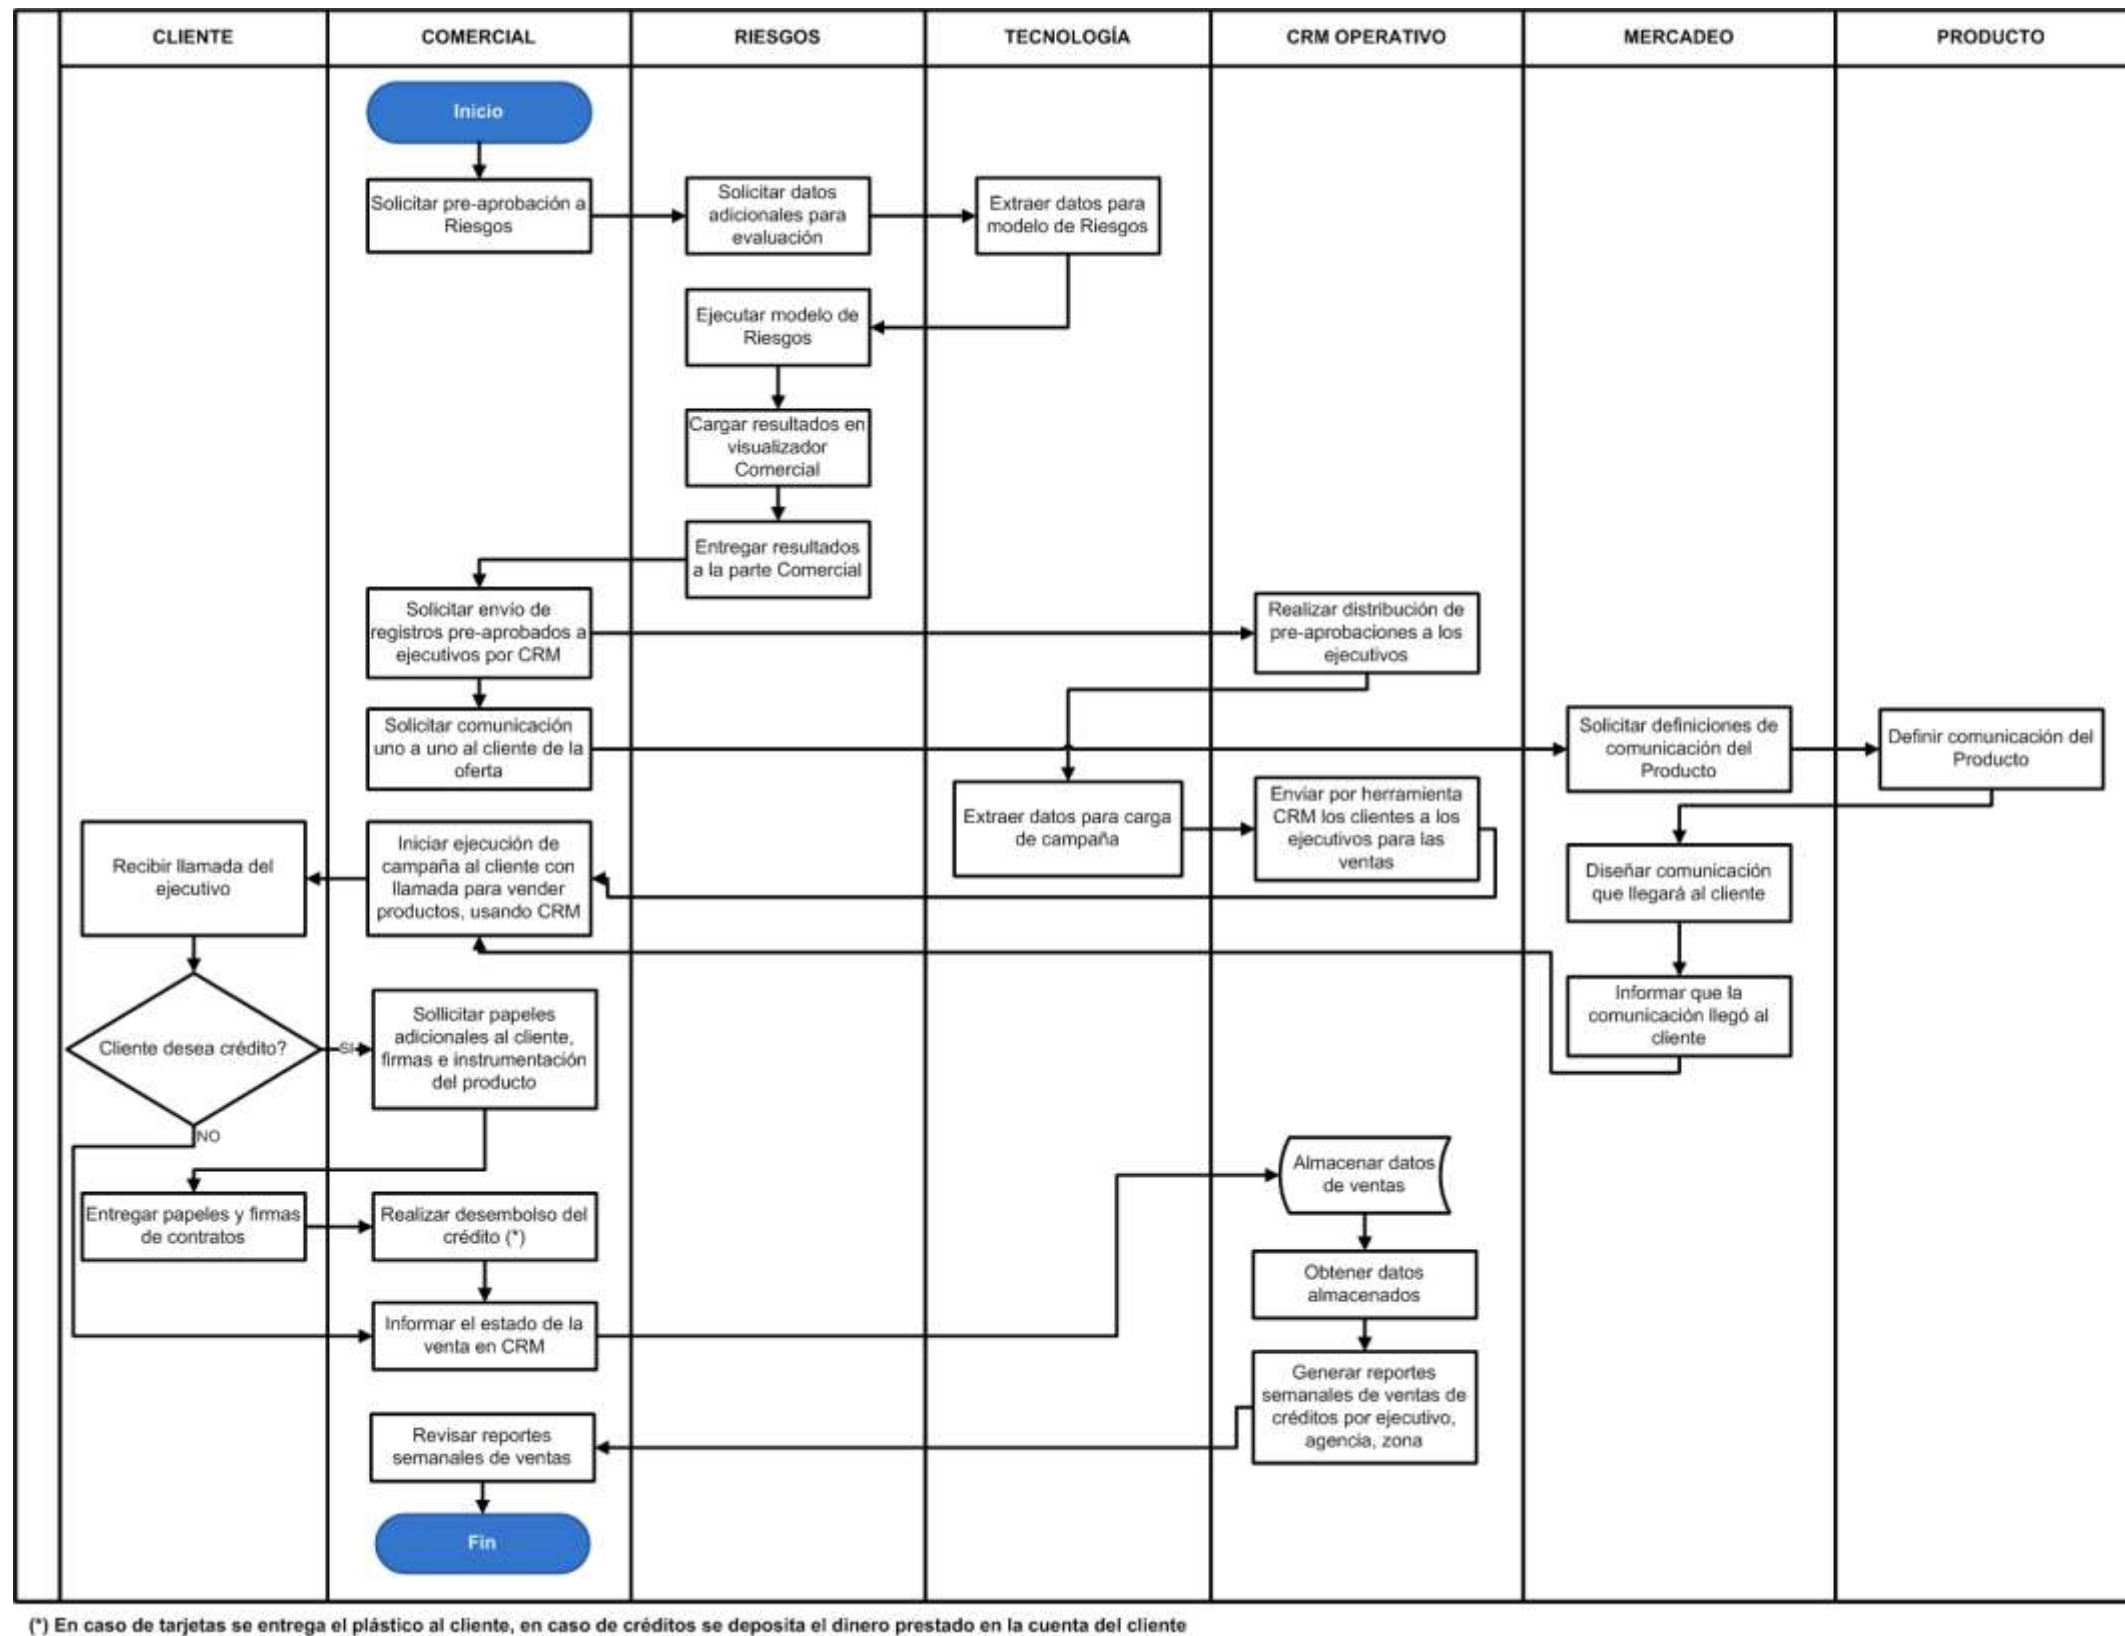 CLIENTE
COMERCIAL
RIESGOS
TECNOLOGÍA
CRM OPERATIVO
MERCADEO
PRODUCTO
Inicio
Solicitar pre-aprobación a
Riesgos
Solicitar datos
adicionales para
evaluación
Extraer datos para
modelo de Riesgos
Ejecutar modelo de
Riesgos
Cargar resultados en
visualizador
Comercial
Entregar resultados
a la parte Comercial
Solicitar envío de
registros pre-aprobados a
ejecutivos por CRM
Realizar distribución de
pre-aprobaciones a los
ejecutivos
Solicitar comunicación
uno a uno al cliente de la
oferta
Solicitar definiciones de
comunicación del
Producto
Definir comunicación del
Producto
Extraer datos para carga
de campaña
Enviar por herramienta
CRM los clientes a los
ejecutivos para las
ventas
Recibir llamada del
ejecutivo
Iniciar ejecución de
campaña al cliente con
llamada para vender
productos, usando CRM
Diseñar comunicación
que llegará al cliente
Cliente desea crédito?
SI
Sollicitar papeles
adicionales al cliente,
firmas e instrumentación
del producto
Informar que la
comunicación llegó al
cliente
NO
Almacenar datos
de ventas
Entregar papeles y firmas
de contratos
Realizar desembolso del
crédito (*)
Obtener datos
almacenados
Informar el estado de la
venta en CRM
Generar reportes
semanales de ventas de
créditos por ejecutivo,
agencia, zona
Revisar reportes
semanales de ventas
Fin
(*) En caso de tarjetas se entrega el plástico al cliente, en caso de créditos se deposita el dinero prestado en la cuenta del cliente